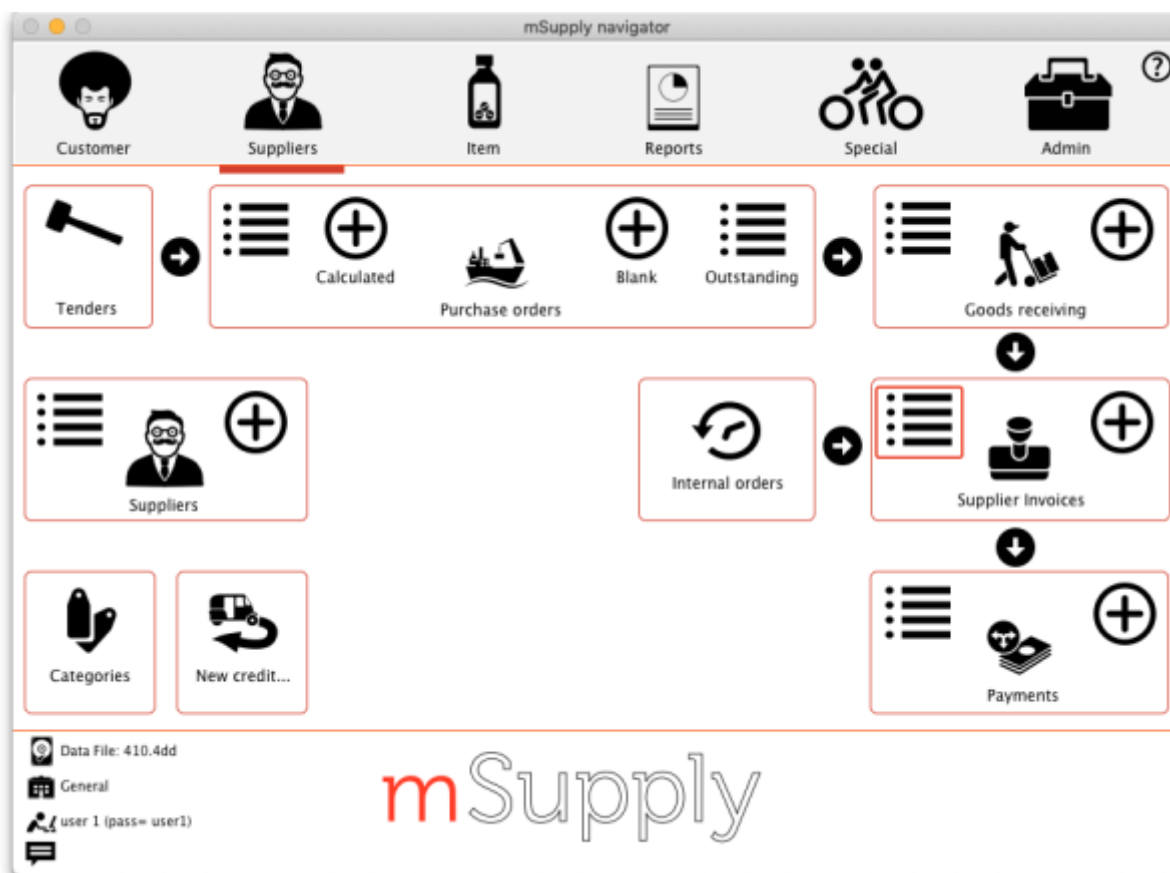 mSupply navigator
Customer
Suppliers
Item
Reports
Special
Admin
?
Tenders
Calculated
Blank
Outstanding
Purchase orders
Goods receiving
Suppliers
Internal orders
Supplier Invoices
Categories
New credit...
Payments
Data File: 410.4dd
General
user 1 (pass= user1)
mSupply